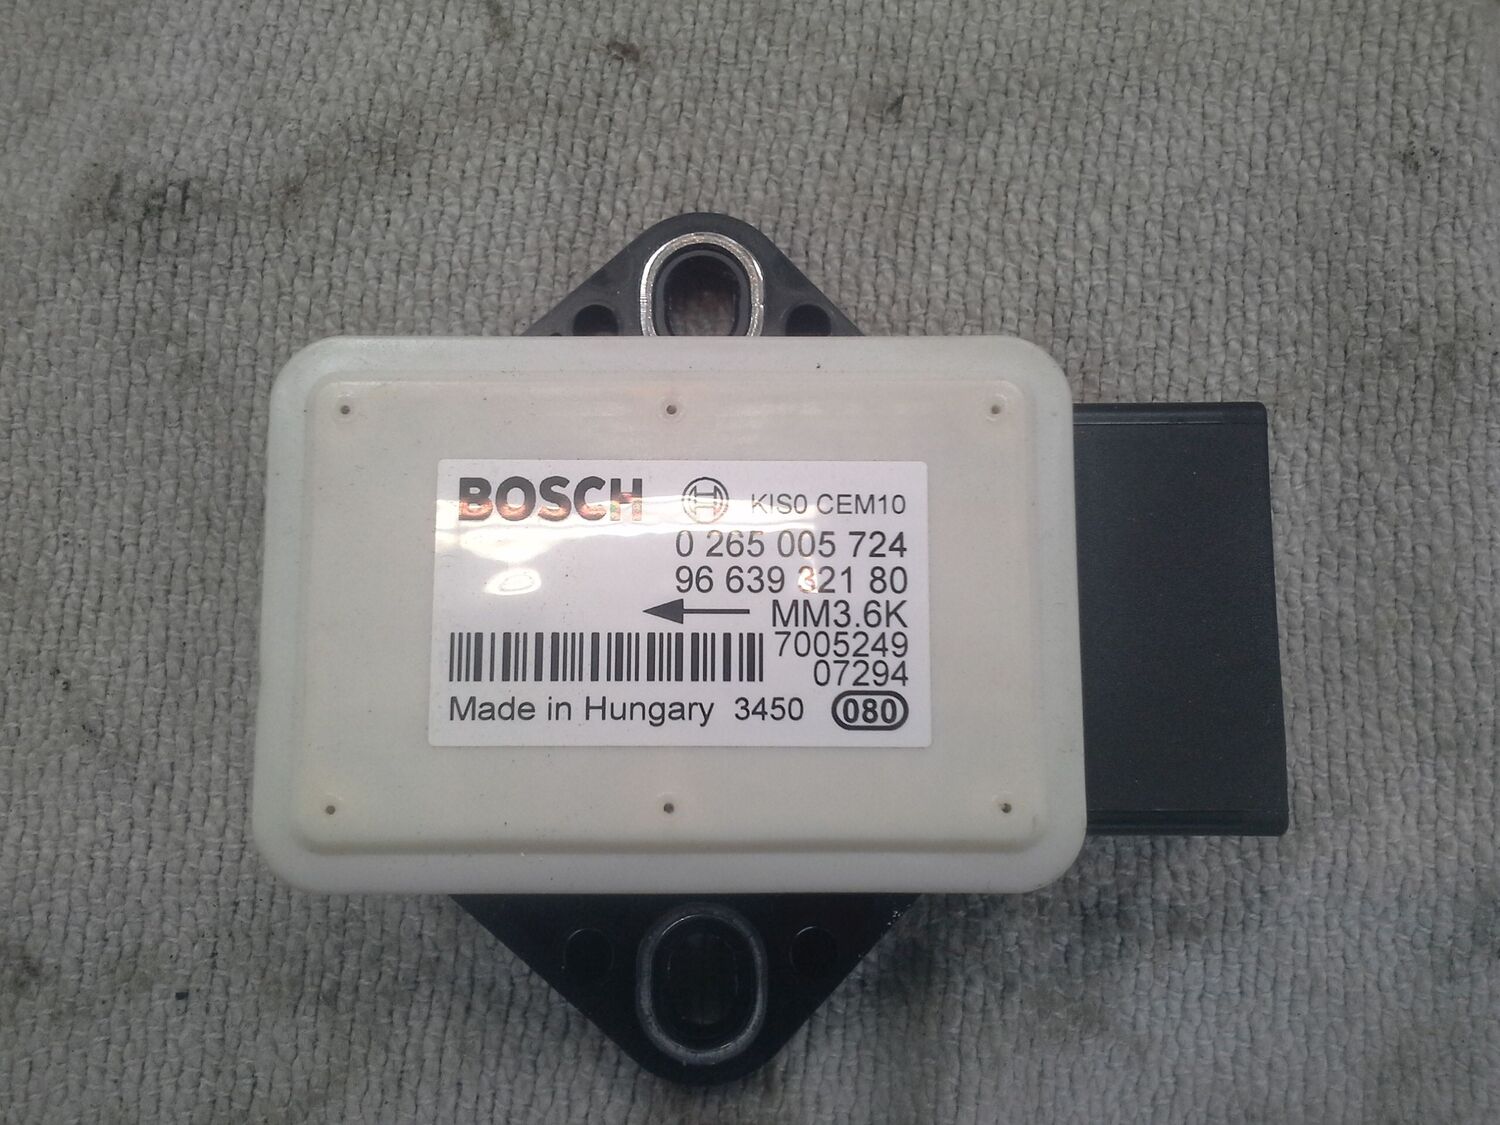 BOSCH KIS0 CEM10
0 265 005 724
96 639 321 80
MM3.6K
7005249
07294
Made in Hungary 3450 080